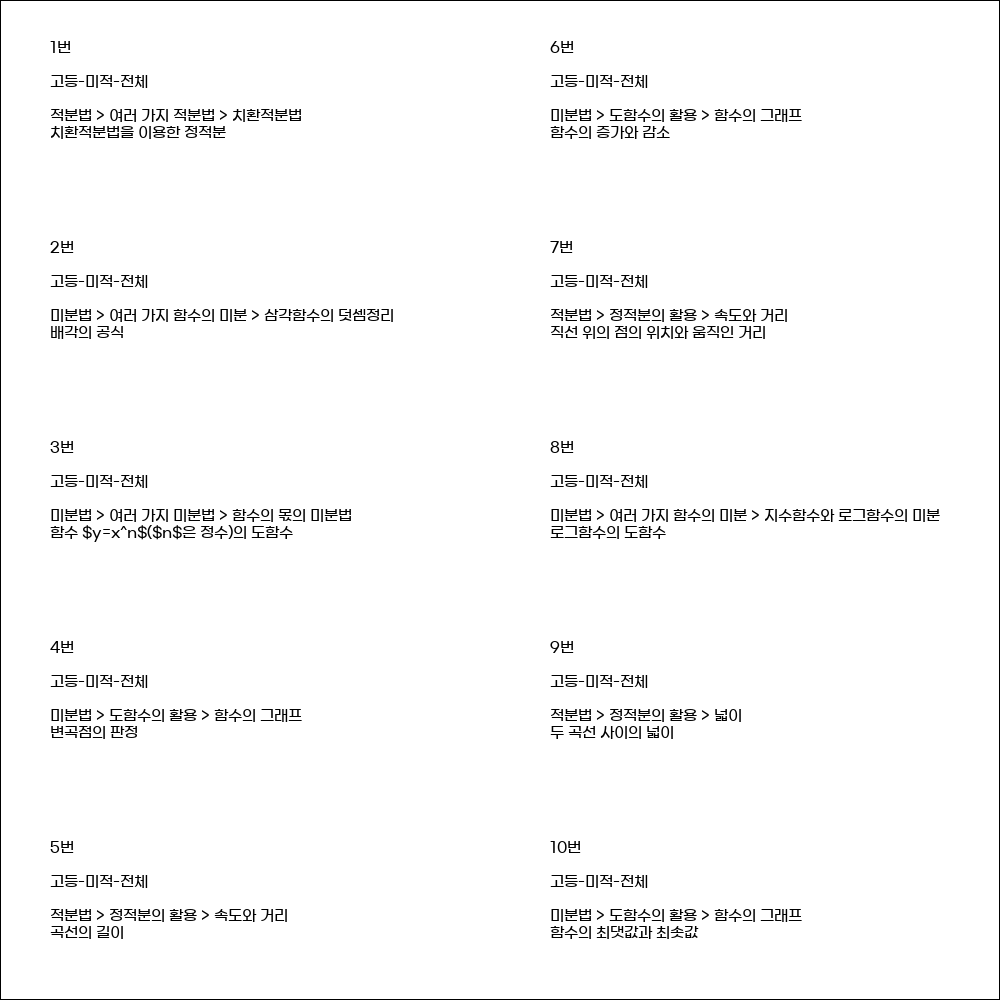 1번
고등-미적-전체
적분법 > 여러 가지 적분법 > 치환적분법
치환적분법을 이용한 정적분
2번
고등-미적-전체
미분법 > 여러 가지 함수의 미분 > 삼각함수의 덧셈정리
배각의 공식
3번
고등-미적-전체
미분법 > 여러 가지 미분법 > 함수의 몫의 미분법
함수 $y=x^n$($n$은 정수)의 도함수
4번
고등-미적-전체
미분법 > 도함수의 활용 > 함수의 그래프
변곡점의 판정
5번
고등-미적-전체
적분법 > 정적분의 활용 > 속도와 거리
곡선의 길이
6번
고등-미적-전체
미분법 > 도함수의 활용 > 함수의 그래프
함수의 증가와 감소
7번
고등-미적-전체
적분법 > 정적분의 활용 > 속도와 거리
직선 위의 점의 위치와 움직인 거리
8번
고등-미적-전체
미분법 > 여러 가지 함수의 미분 > 지수함수와 로그함수의 미분
로그함수의 도함수
9번
고등-미적-전체
적분법 > 정적분의 활용 > 넓이
두 곡선 사이의 넓이
10번
고등-미적-전체
미분법 > 도함수의 활용 > 함수의 그래프
함수의 최댓값과 최솟값